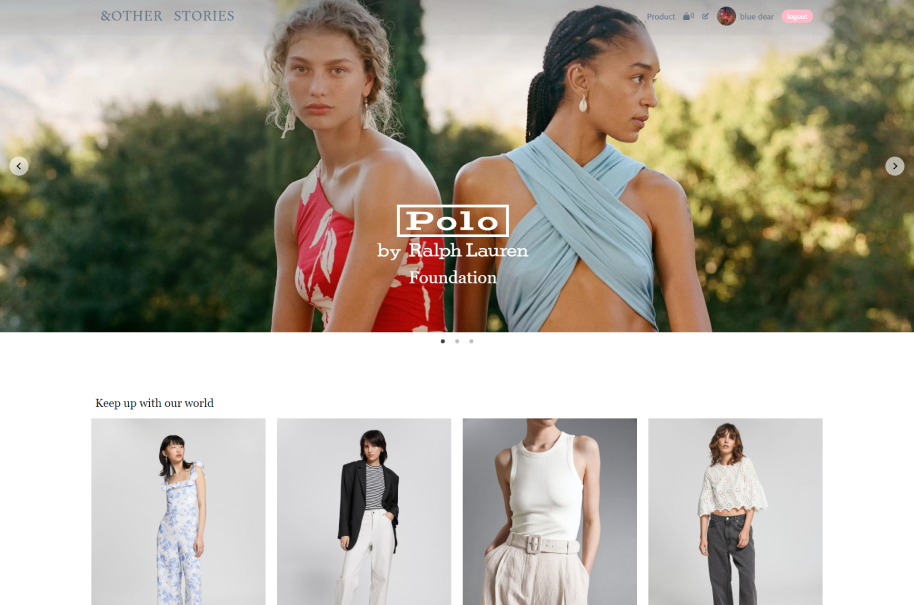 &OTHER STORIES
Product 0 blue dear logout
Polo
by Ralph Lauren
Foundation
Keep up with our world